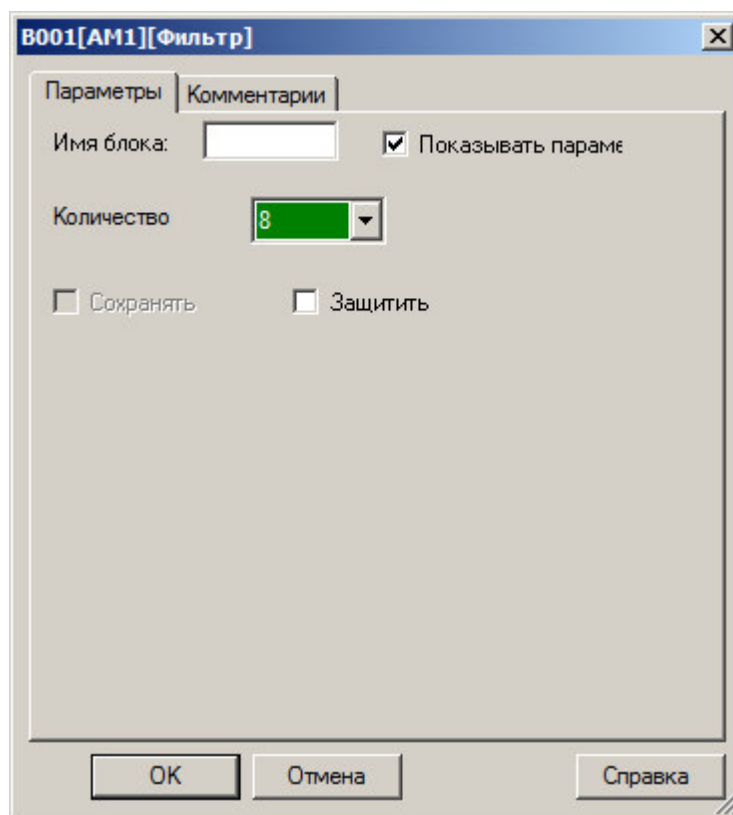 B001[AM1][Фильтр]
Параметры Комментарии
Имя блока: Показывать параме
Количество 8
Сохранять Защитить
OK Отмена Справка